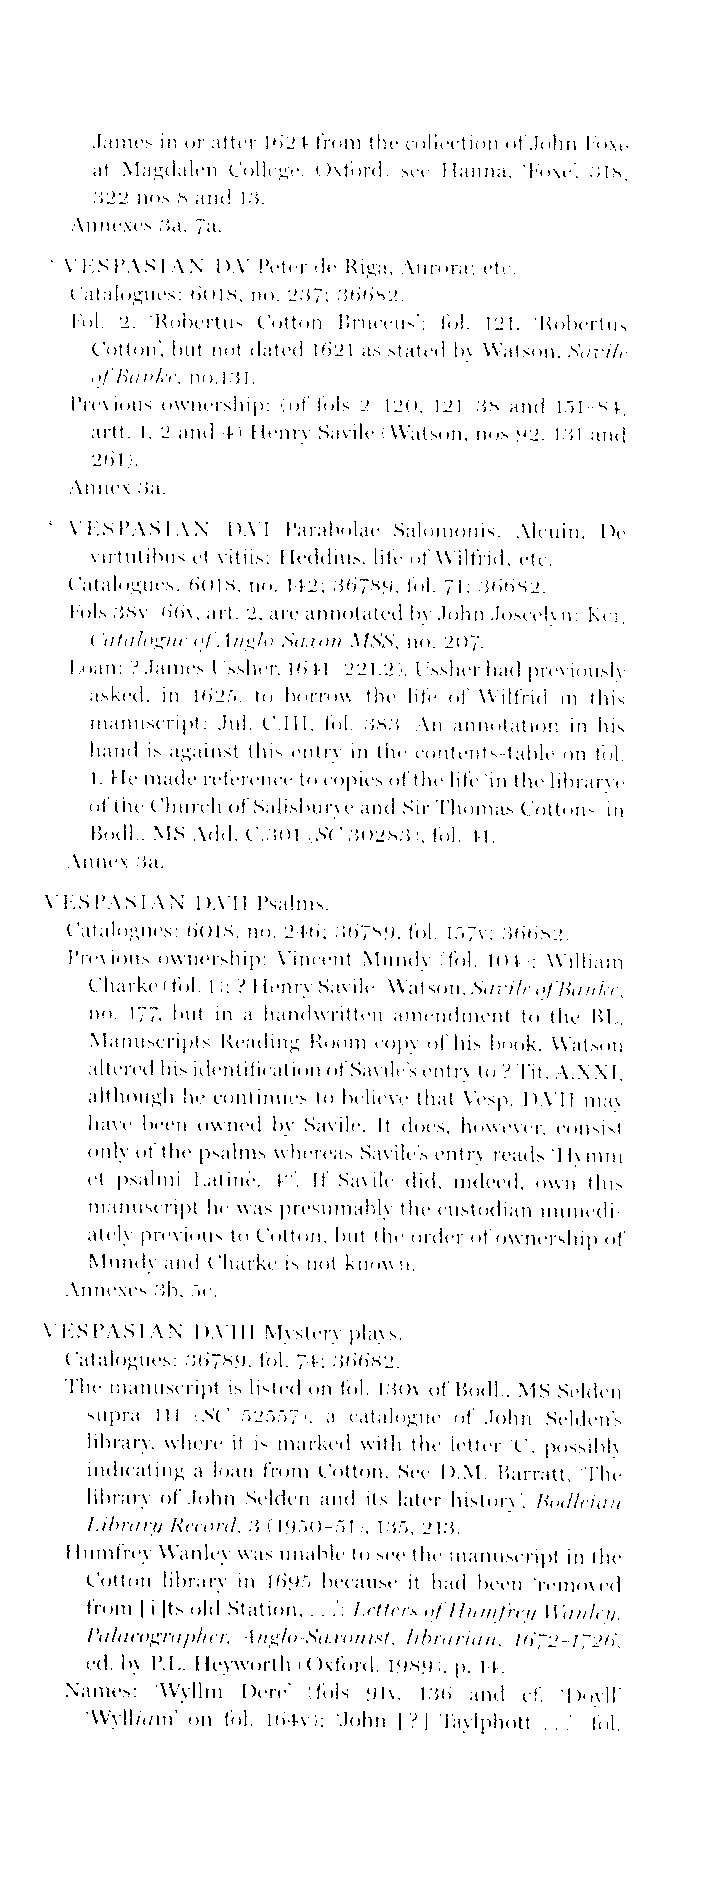 James in or after 1624 from the collection of John Foxe
at Magdalen College, Oxford: see Hanna, 'Foxe', 318,
322 nos 8 and 13.
Annexes 3a, 7a.
* VESPASIAN D.V Peter de Riga, Aurora; etc.
Catalogues: 6018, no. 237; 36682.
Fol. 2, 'Robertus Cotton Bruceus'; fol. 121, 'Robertus
Cotton', but not dated 1621 as stated by Watson, Savile
of Banke, no.131.
Previous ownership: (of fols 2–120, 121–38 and 151–84,
artt. 1, 2 and 4) Henry Savile (Watson, nos 92, 131 and
261).
Annex 3a.
* VESPASIAN D.VI Parabolae Salomonis, Alcuin, De
virtutibus et vitiis; Heddius, life of Wilfrid, etc.
Catalogues: 6018, no. 142; 36789, fol. 71; 36682.
Fols 38v–66v, art. 2, are annotated by John Joscelyn: Ker,
Catalogue of Anglo-Saxon MSS, no. 207.
Loan: ?James Ussher, 1641 (221.2). Ussher had previously
asked, in 1625, to borrow the life of Wilfrid in this
manuscript: Jul. C.III, fol. 383. An annotation in his
hand is against this entry in the contents-table on fol.
1. He made reference to copies of the life 'in the librarye
of the Church of Salisburye and Sir Thomas Cottons' in
Bodl., MS Add. C.301 (SC 30283), fol. 41.
Annex 3a.
VESPASIAN D.VII Psalms.
Catalogues: 6018, no. 246; 36789, fol. 157v; 36682.
Previous ownership: Vincent Mundy (fol. 104); William
Charke (fol. 1); ? Henry Savile (Watson, Savile of Banke,
no. 177, but in a handwritten amendment to the BL,
Manuscripts Reading Room copy of his book, Watson
altered his identification of Savile's entry to ? Tit. A.XXI,
although he continues to believe that Vesp. D.VII may
have been owned by Savile. It does, however, consist
only of the psalms whereas Savile's entry reads 'Hymni
et psalmi Latinè, 4°'. If Savile did, indeed, own this
manuscript he was presumably the custodian immedi-
ately previous to Cotton, but the order of ownership of
Mundy and Charke is not known.
Annexes 3b, 5c.
VESPASIAN D.VIII Mystery plays.
Catalogues: 36789, fol. 74; 36682.
The manuscript is listed on fol. 130v of Bodl., MS Selden
supra 111 (SC 52557), a catalogue of John Selden's
library, where it is marked with the letter 'C', possibly
indicating a loan from Cotton. See D.M. Barratt, 'The
library of John Selden and its later history', Bodleian
Library Record, 3 (1950–51), 135, 213.
Humfrey Wanley was unable to see the manuscript in the
Cotton library in 1695 because it had been 'removed
from [i]ts old Station, . . .': Letters of Humfrey Wanley,
Palaeographer, Anglo-Saxonist, librarian, 1672–1726,
ed. by P.L. Heyworth (Oxford, 1989), p. 14.
Names: 'Wyllm Dere' (fols 91v, 136 and cf. 'Doyll'
'Wylliam' on fol. 164v); 'John [?] Taylphott . . .' fol.